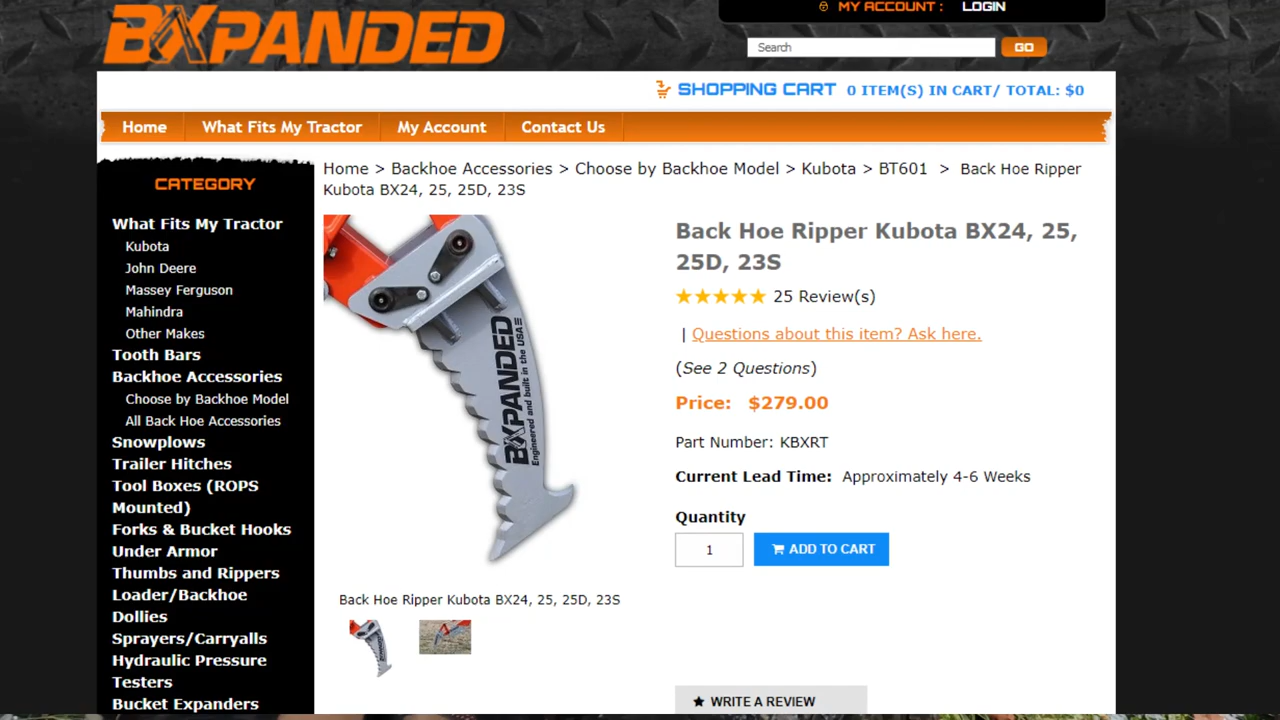 BXPANDED
MY ACCOUNT : LOGIN
Search GO
SHOPPING CART 0 ITEM(S) IN CART/ TOTAL: $0
Home What Fits My Tractor My Account Contact Us
CATEGORY
What Fits My Tractor
Kubota
John Deere
Massey Ferguson
Mahindra
Other Makes
Tooth Bars
Backhoe Accessories
Choose by Backhoe Model
All Back Hoe Accessories
Snowplows
Trailer Hitches
Tool Boxes (ROPS
Mounted)
Forks & Bucket Hooks
Under Armor
Thumbs and Rippers
Loader/Backhoe
Dollies
Sprayers/Carryalls
Hydraulic Pressure
Testers
Bucket Expanders
Home > Backhoe Accessories > Choose by Backhoe Model > Kubota > BT601 > Back Hoe Ripper
Kubota BX24, 25, 25D, 23S
BXPANDED
Engineered and built in the USA
Back Hoe Ripper Kubota BX24, 25, 25D, 23S
Back Hoe Ripper Kubota BX24, 25,
25D, 23S
25 Review(s)
| Questions about this item? Ask here.
(See 2 Questions)
Price: $279.00
Part Number: KBXRT
Current Lead Time: Approximately 4-6 Weeks
Quantity
1 ADD TO CART
WRITE A REVIEW